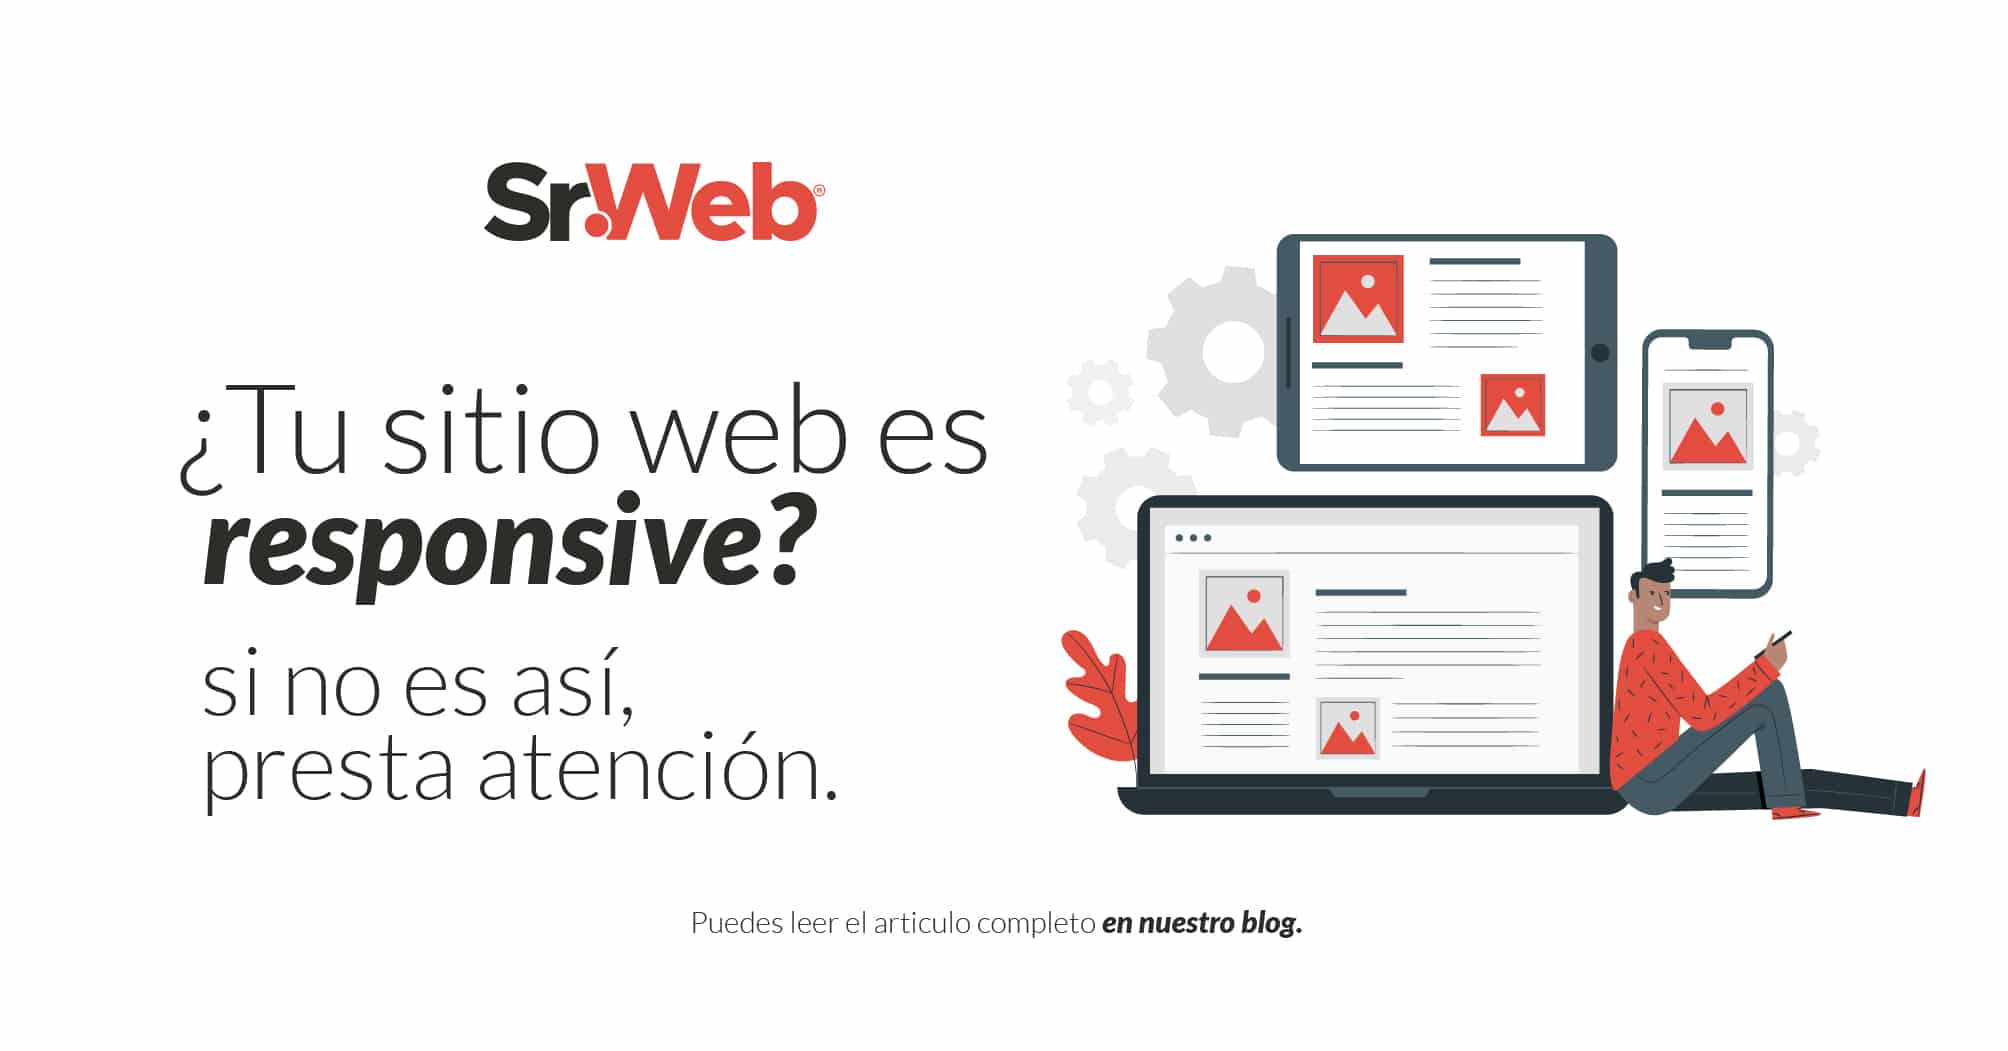 Sr.Web®
¿Tu sitio web es
responsive?
si no es así,
presta atención.
Puedes leer el articulo completo en nuestro blog.